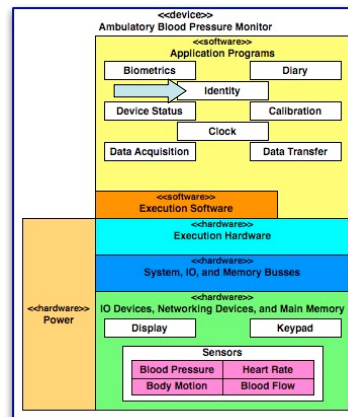 <<device>>
Ambulatory Blood Pressure Monitor
<<software>>
Application Programs
Biometrics
Diary
Identity
Device Status
Calibration
Clock
Data Acquisition
Data Transfer
<<software>>
Execution Software
<<hardware>>
Execution Hardware
<<hardware>>
System, IO, and Memory Busses
<<hardware>>
Power
<<hardware>>
IO Devices, Networking Devices, and Main Memory
Display
Keypad
Sensors
Blood Pressure
Heart Rate
Body Motion
Blood Flow